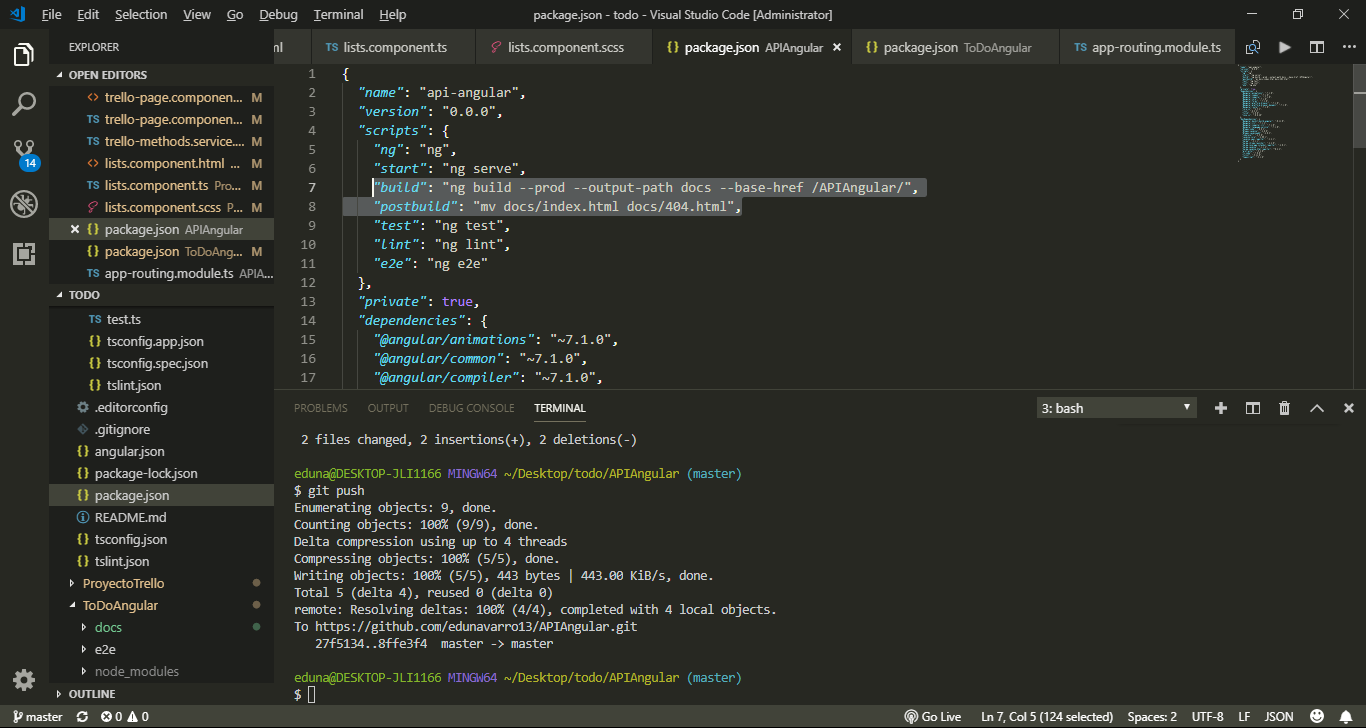 File Edit Selection View Go Debug Terminal Help
package.json - todo - Visual Studio Code [Administrator]
EXPLORER
OPEN EDITORS
<> trello-page.componen... M
TS trello-page.componen... M
TS trello-methods.service.... M
<> lists.component.html ... M
TS lists.component.ts Pro... M
lists.component.scss P... M
{} package.json APIAngular
{} package.json ToDoAng... M
TS app-routing.module.ts APIA...
TODO
TS test.ts
{} tsconfig.app.json
{} tsconfig.spec.json
{} tslint.json
.editorconfig
.gitignore
{} angular.json
{} package-lock.json
{} package.json
README.md
{} tsconfig.json
{} tslint.json
ProyectoTrello
ToDoAngular
docs
e2e
node_modules
OUTLINE
14
ml TS lists.component.ts lists.component.scss {} package.json APIAngular {} package.json ToDoAngular TS app-routing.module.ts
1 {
2 "name": "api-angular",
3 "version": "0.0.0",
4 "scripts": {
5 "ng": "ng",
6 "start": "ng serve",
7 "build": "ng build --prod --output-path docs --base-href /APIAngular/",
8 "postbuild": "mv docs/index.html docs/404.html",
9 "test": "ng test",
10 "lint": "ng lint",
11 "e2e": "ng e2e"
12 },
13 "private": true,
14 "dependencies": {
15 "@angular/animations": "~7.1.0",
16 "@angular/common": "~7.1.0",
17 "@angular/compiler": "~7.1.0",
PROBLEMS OUTPUT DEBUG CONSOLE TERMINAL
3: bash
2 files changed, 2 insertions(+), 2 deletions(-)
eduna@DESKTOP-JLI1166 MINGW64 ~/Desktop/todo/APIAngular (master)
$ git push
Enumerating objects: 9, done.
Counting objects: 100% (9/9), done.
Delta compression using up to 4 threads
Compressing objects: 100% (5/5), done.
Writing objects: 100% (5/5), 443 bytes | 443.00 KiB/s, done.
Total 5 (delta 4), reused 0 (delta 0)
remote: Resolving deltas: 100% (4/4), completed with 4 local objects.
To https://github.com/edunavarro13/APIAngular.git
27f5134..8ffe3f4 master -> master
eduna@DESKTOP-JLI1166 MINGW64 ~/Desktop/todo/APIAngular (master)
$
master 0 0 Go Live Ln 7, Col 5 (124 selected) Spaces: 2 UTF-8 LF JSON